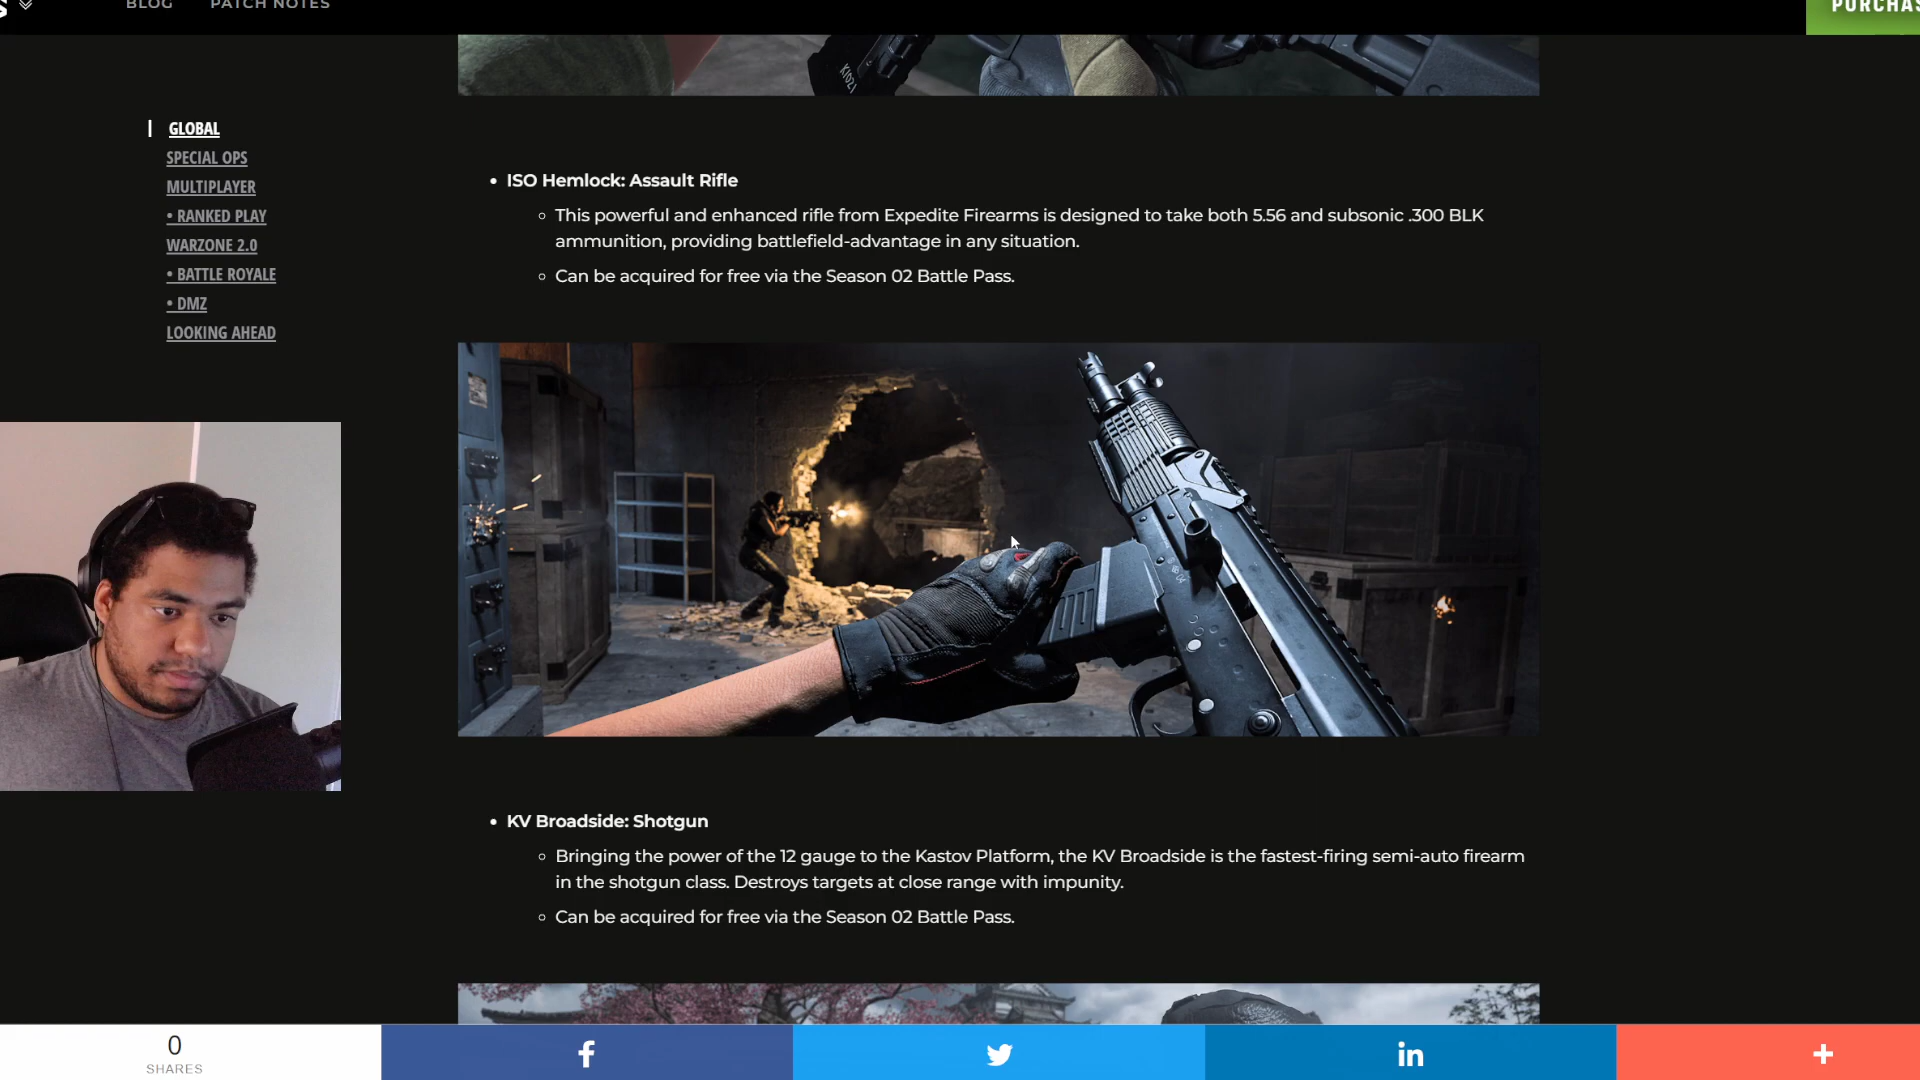 BLOG PATCH NOTES
GLOBAL
SPECIAL OPS
MULTIPLAYER
• RANKED PLAY
WARZONE 2.0
• BATTLE ROYALE
• DMZ
LOOKING AHEAD
• ISO Hemlock: Assault Rifle
○ This powerful and enhanced rifle from Expedite Firearms is designed to take both 5.56 and subsonic .300 BLK
ammunition, providing battlefield-advantage in any situation.
○ Can be acquired for free via the Season 02 Battle Pass.
• KV Broadside: Shotgun
○ Bringing the power of the 12 gauge to the Kastov Platform, the KV Broadside is the fastest-firing semi-auto firearm
in the shotgun class. Destroys targets at close range with impunity.
○ Can be acquired for free via the Season 02 Battle Pass.
0
SHARES
f
in
+